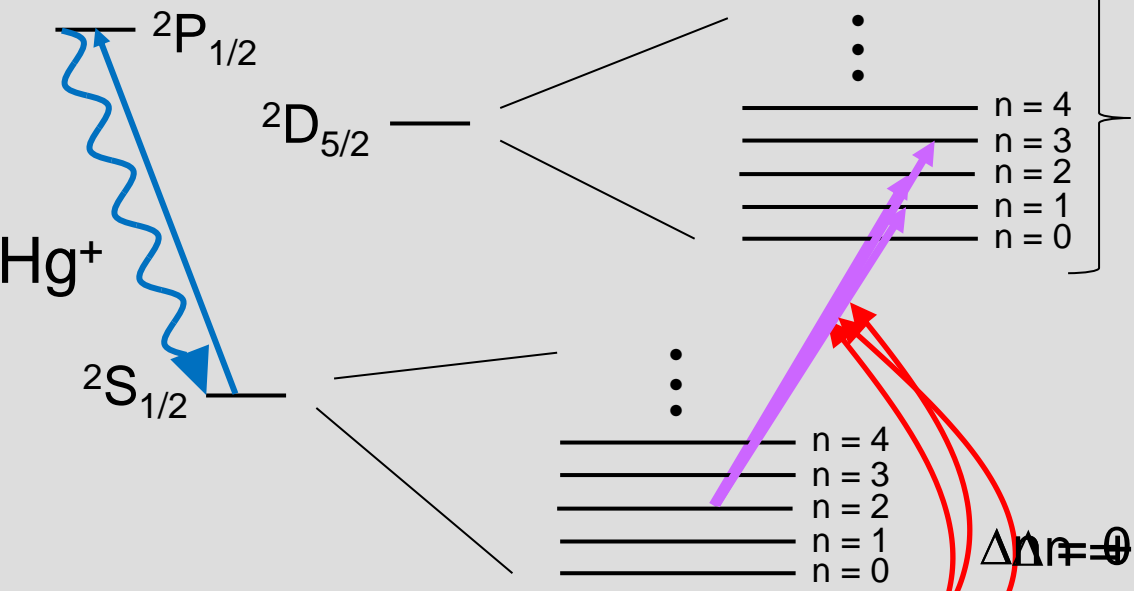 ²P₁/₂
²D₅/₂
n = 4
n = 3
n = 2
n = 1
n = 0
Hg⁺
²S₁/₂
n = 4
n = 3
n = 2
n = 1
n = 0